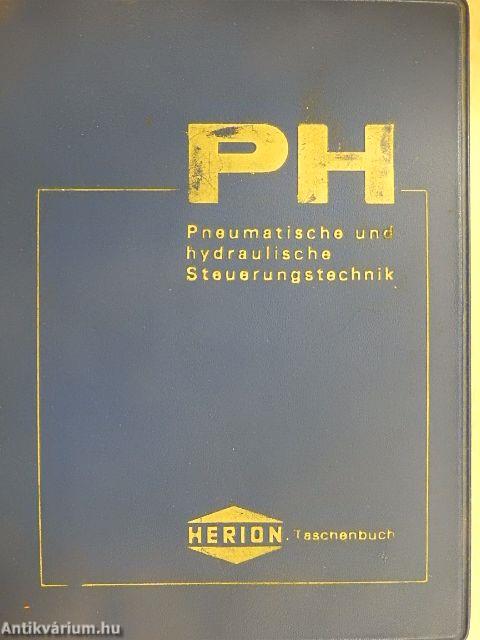 PH
Pneumatische und
hydraulische
Steuerungstechnik
HERION. Taschenbuch
Antikvárium.hu